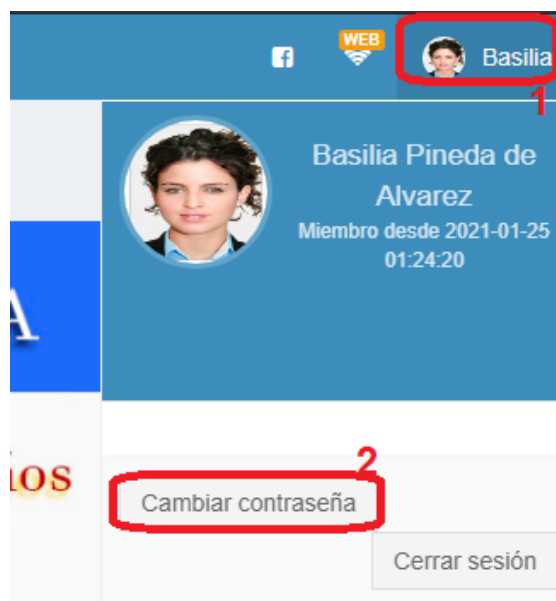 WEB
Basilia
1
Basilia Pineda de
Alvarez
Miembro desde 2021-01-25
01:24:20
A
ios
2
Cambiar contraseña
Cerrar sesión